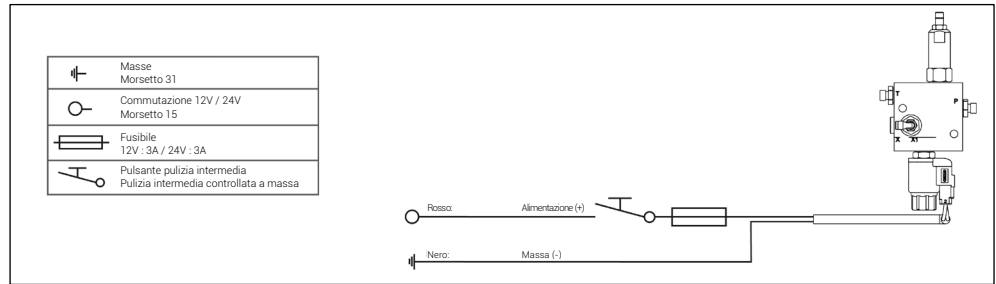 Masse
Morsetto 31
Commutazione 12V / 24V
Morsetto 15
Fusibile
12V : 3A / 24V : 3A
Pulsante pulizia intermedia
Pulizia intermedia controllata a massa
T
P
X X1
Rosso: Alimentazione (+)
Nero: Massa (-)